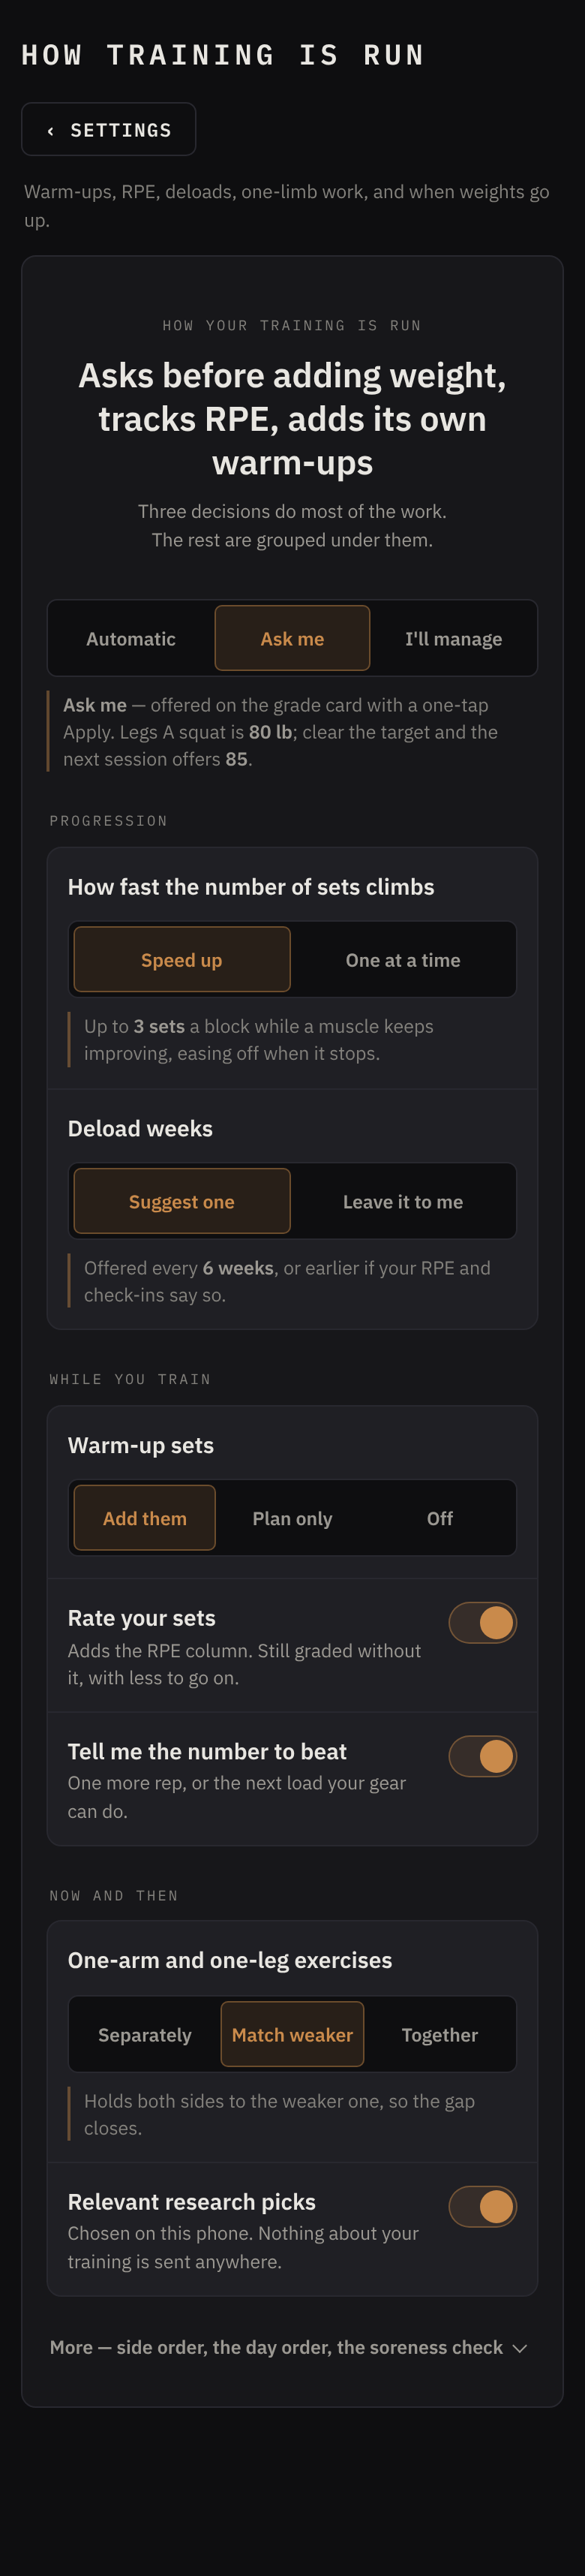 HOW TRAINING IS RUN
‹ SETTINGS
Warm-ups, RPE, deloads, one-limb work, and when weights go
up.
HOW YOUR TRAINING IS RUN
Asks before adding weight,
tracks RPE, adds its own
warm-ups
Three decisions do most of the work.
The rest are grouped under them.
Automatic Ask me I'll manage
Ask me — offered on the grade card with a one-tap
Apply. Legs A squat is 80 lb; clear the target and the
next session offers 85.
PROGRESSION
How fast the number of sets climbs
Speed up One at a time
Up to 3 sets a block while a muscle keeps
improving, easing off when it stops.
Deload weeks
Suggest one Leave it to me
Offered every 6 weeks, or earlier if your RPE and
check-ins say so.
WHILE YOU TRAIN
Warm-up sets
Add them Plan only Off
Rate your sets
Adds the RPE column. Still graded without
it, with less to go on.
Tell me the number to beat
One more rep, or the next load your gear
can do.
NOW AND THEN
One-arm and one-leg exercises
Separately Match weaker Together
Holds both sides to the weaker one, so the gap
closes.
Relevant research picks
Chosen on this phone. Nothing about your
training is sent anywhere.
More — side order, the day order, the soreness check